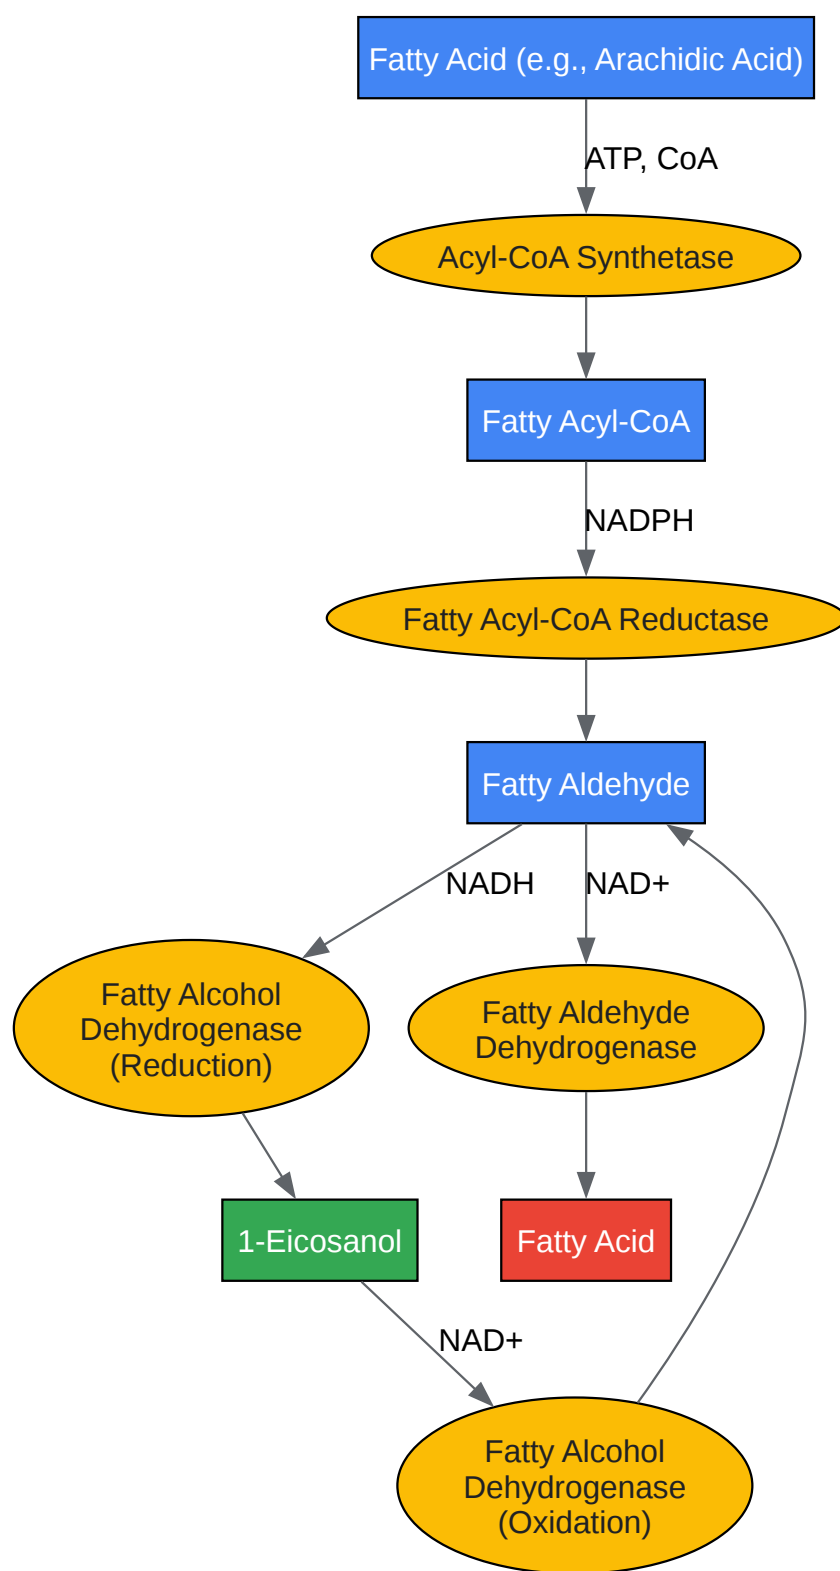 Fatty Acid (e.g., Arachidic Acid)
ATP, CoA
Acyl-CoA Synthetase
Fatty Acyl-CoA
NADPH
Fatty Acyl-CoA Reductase
Fatty Aldehyde
NADH
NAD+
Fatty Alcohol
Dehydrogenase
(Reduction)
Fatty Aldehyde
Dehydrogenase
1-Eicosanol
Fatty Acid
NAD+
Fatty Alcohol
Dehydrogenase
(Oxidation)